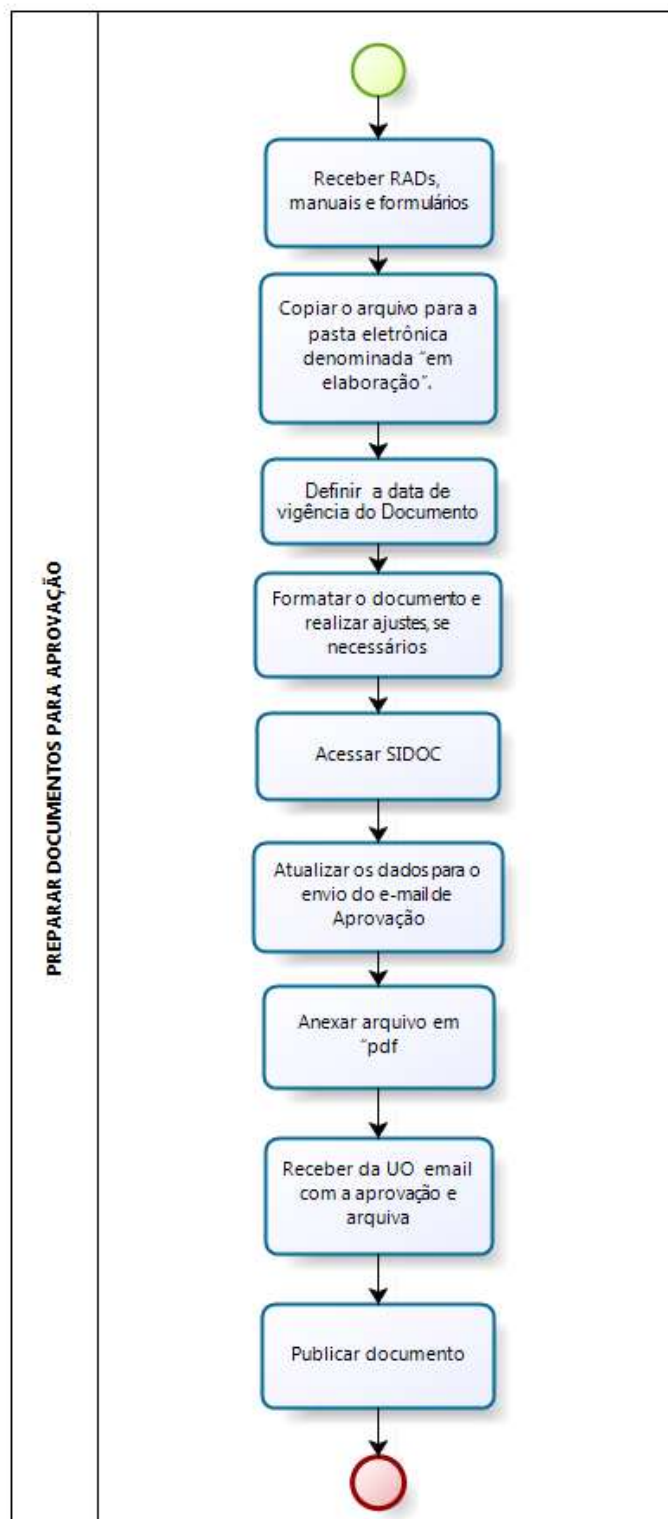 PREPARAR DOCUMENTOS PARA APROVAÇÃO
Receber RADs,
manuais e formulários
Copiar o arquivo para a
pasta eletrônica
denominada “em
elaboração”.
Definir a data de
vigência do Documento
Formatar o documento e
realizar ajustes, se
necessários
Acessar SIDOC
Atualizar os dados para o
envio do e-mail de
Aprovação
Anexar arquivo em
“pdf
Receber da UO email
com a aprovação e
arquiva
Publicar documento